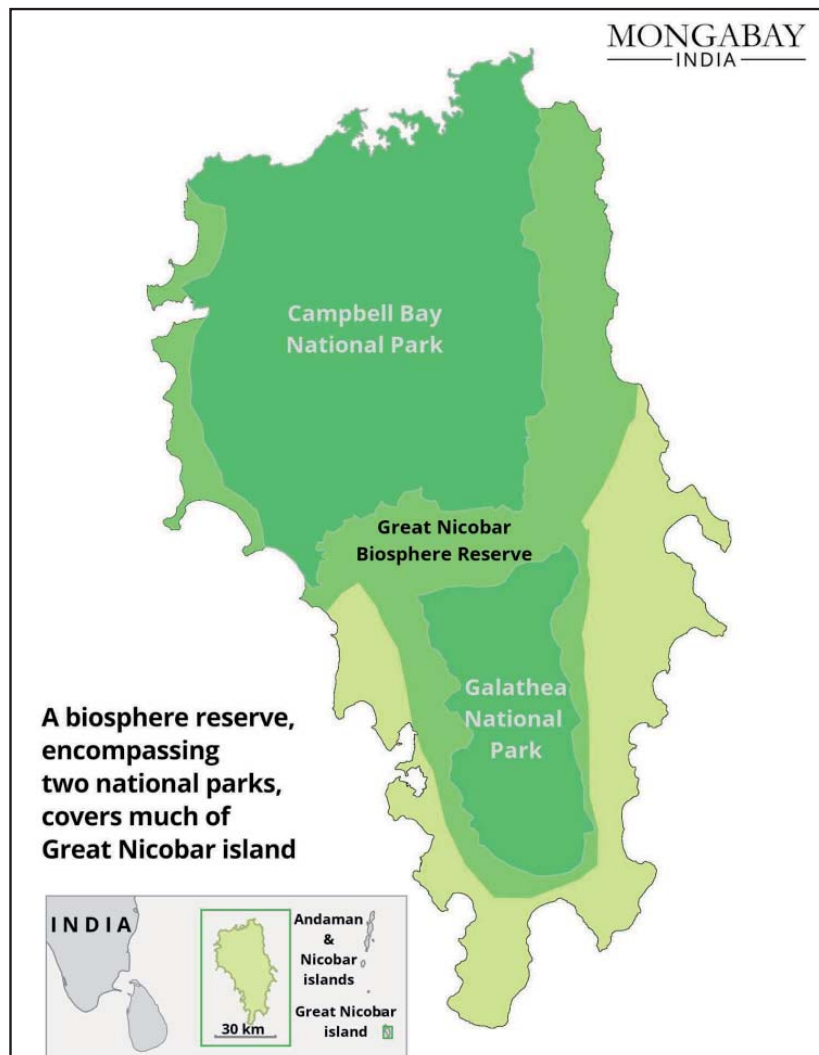 MONGABAY
INDIA
Campbell Bay
National Park
Great Nicobar
Biosphere Reserve
Galathea
National
Park
A biosphere reserve,
encompassing
two national parks,
covers much of
Great Nicobar island
INDIA
Andaman
&
Nicobar
islands
Great Nicobar
island
30 km